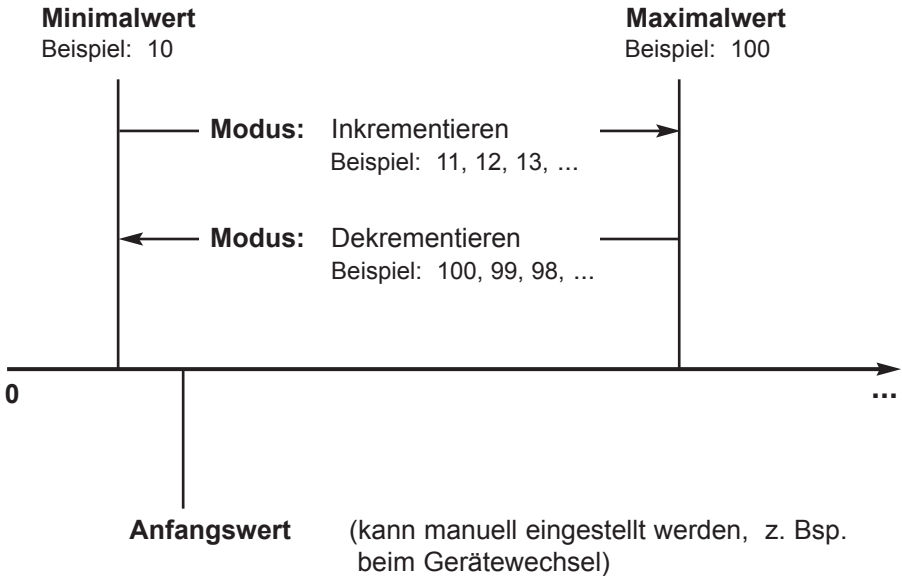 Minimalwert
Beispiel: 10
Maximalwert
Beispiel: 100
Modus: Inkrementieren
Beispiel: 11, 12, 13, ...
Modus: Dekrementieren
Beispiel: 100, 99, 98, ...
0
...
Anfangswert (kann manuell eingestellt werden, z. Bsp.
beim Gerätewechsel)